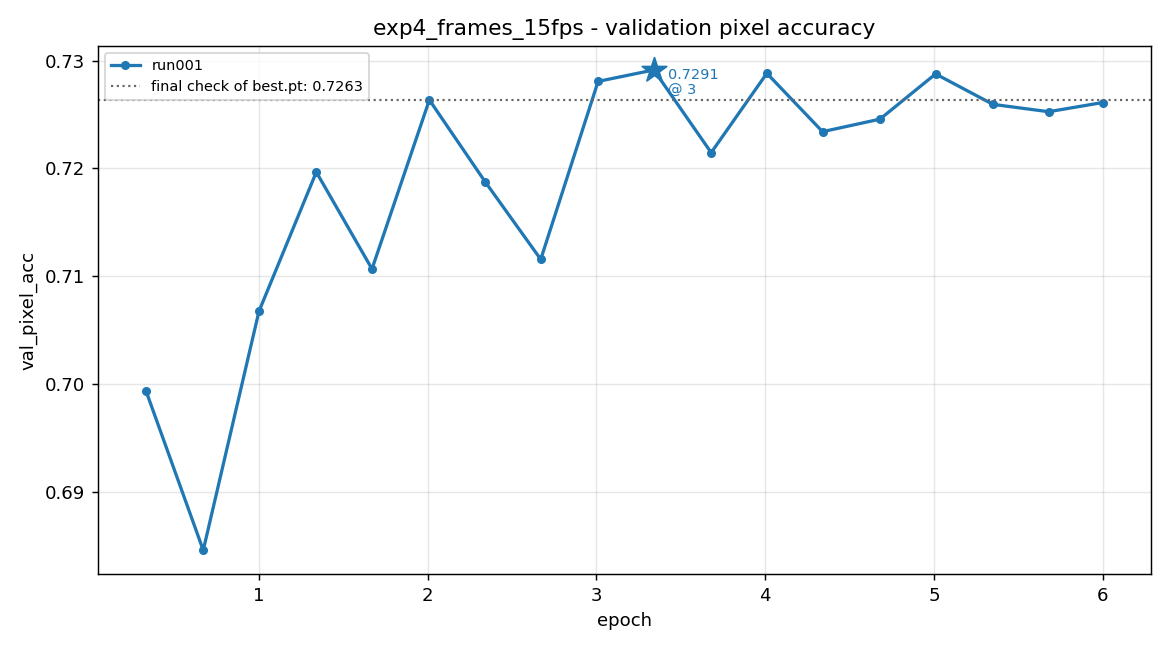 exp4_frames_15fps - validation pixel accuracy
run001
final check of best.pt: 0.7263
0.7291
@ 3
val_pixel_acc
0.73
0.72
0.71
0.70
0.69
1 2 3 4 5 6
epoch